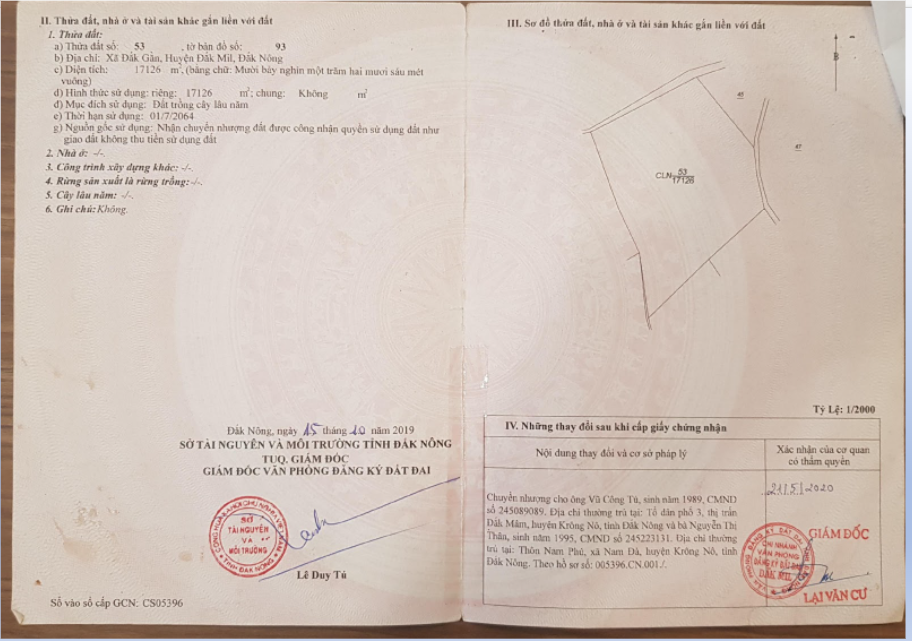 II. Thửa đất, nhà ở và tài sản khác gắn liền với đất
1. Thửa đất:
a) Thửa đất số: 53 , tờ bản đồ số: 93
b) Địa chỉ: Xã Đắk Gằn, Huyện Đắk Mil, Đắk Nông
c) Diện tích: 17126 m², (bằng chữ: Mười bảy nghìn một trăm hai mươi sáu mét
vuông)
d) Hình thức sử dụng: riêng: 17126 m²; chung: Không m²
đ) Mục đích sử dụng: Đất trồng cây lâu năm
e) Thời hạn sử dụng: 01/7/2064
g) Nguồn gốc sử dụng: Nhận chuyển nhượng đất được công nhận quyền sử dụng đất như
giao đất không thu tiền sử dụng đất
2. Nhà ở: -/-.
3. Công trình xây dựng khác: -/-.
4. Rừng sản xuất là rừng trồng: -/-.
5. Cây lâu năm: -/-.
6. Ghi chú: Không.
Đắk Nông, ngày 15 tháng 10 năm 2019
SỞ TÀI NGUYÊN VÀ MÔI TRƯỜNG TỈNH ĐẮK NÔNG
TUQ. GIÁM ĐỐC
GIÁM ĐỐC VĂN PHÒNG ĐĂNG KÝ ĐẤT ĐAI
SỞ
TÀI NGUYÊN
VÀ
MÔI TRƯỜNG
TỈNH ĐẮK NÔNG
Lê Duy Tú
Số vào sổ cấp GCN: CS05396
III. Sơ đồ thửa đất, nhà ở và tài sản khác gắn liền với đất
B
47
CLN 53
17126
Tỷ Lệ: 1/2000
IV. Những thay đổi sau khi cấp giấy chứng nhận
Nội dung thay đổi và cơ sở pháp lý
Xác nhận của cơ quan
có thẩm quyền
Chuyển nhượng cho ông Vũ Công Tú, sinh năm 1989, CMND
số 245089089. Địa chỉ thường trú tại: Tổ dân phố 3, thị trấn
Đắk Mâm, huyện Krông Nô, tỉnh Đắk Nông và bà Nguyễn Thị
Thân, sinh năm 1995, CMND số 245223131. Địa chỉ thường
trú tại: Thôn Nam Phú, xã Nam Đà, huyện Krông Nô, tỉnh
Đắk Nông. Theo hồ sơ số: 005396.CN.001./.
21/5/2020
GIÁM ĐỐC
CHI NHÁNH
VĂN PHÒNG
ĐĂNG KÝ ĐẤT ĐAI
ĐẮK MIL
LẠI VĂN CƯ